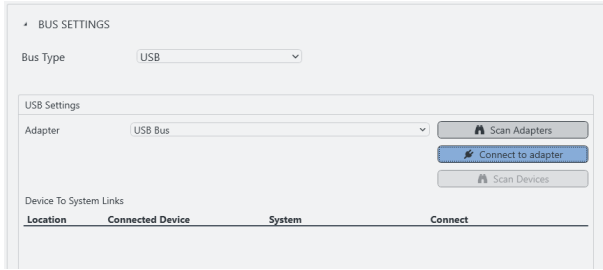 BUS SETTINGS
Bus Type USB
USB Settings
Adapter USB Bus Scan Adapters
Connect to adapter
Scan Devices
Device To System Links
Location Connected Device System Connect